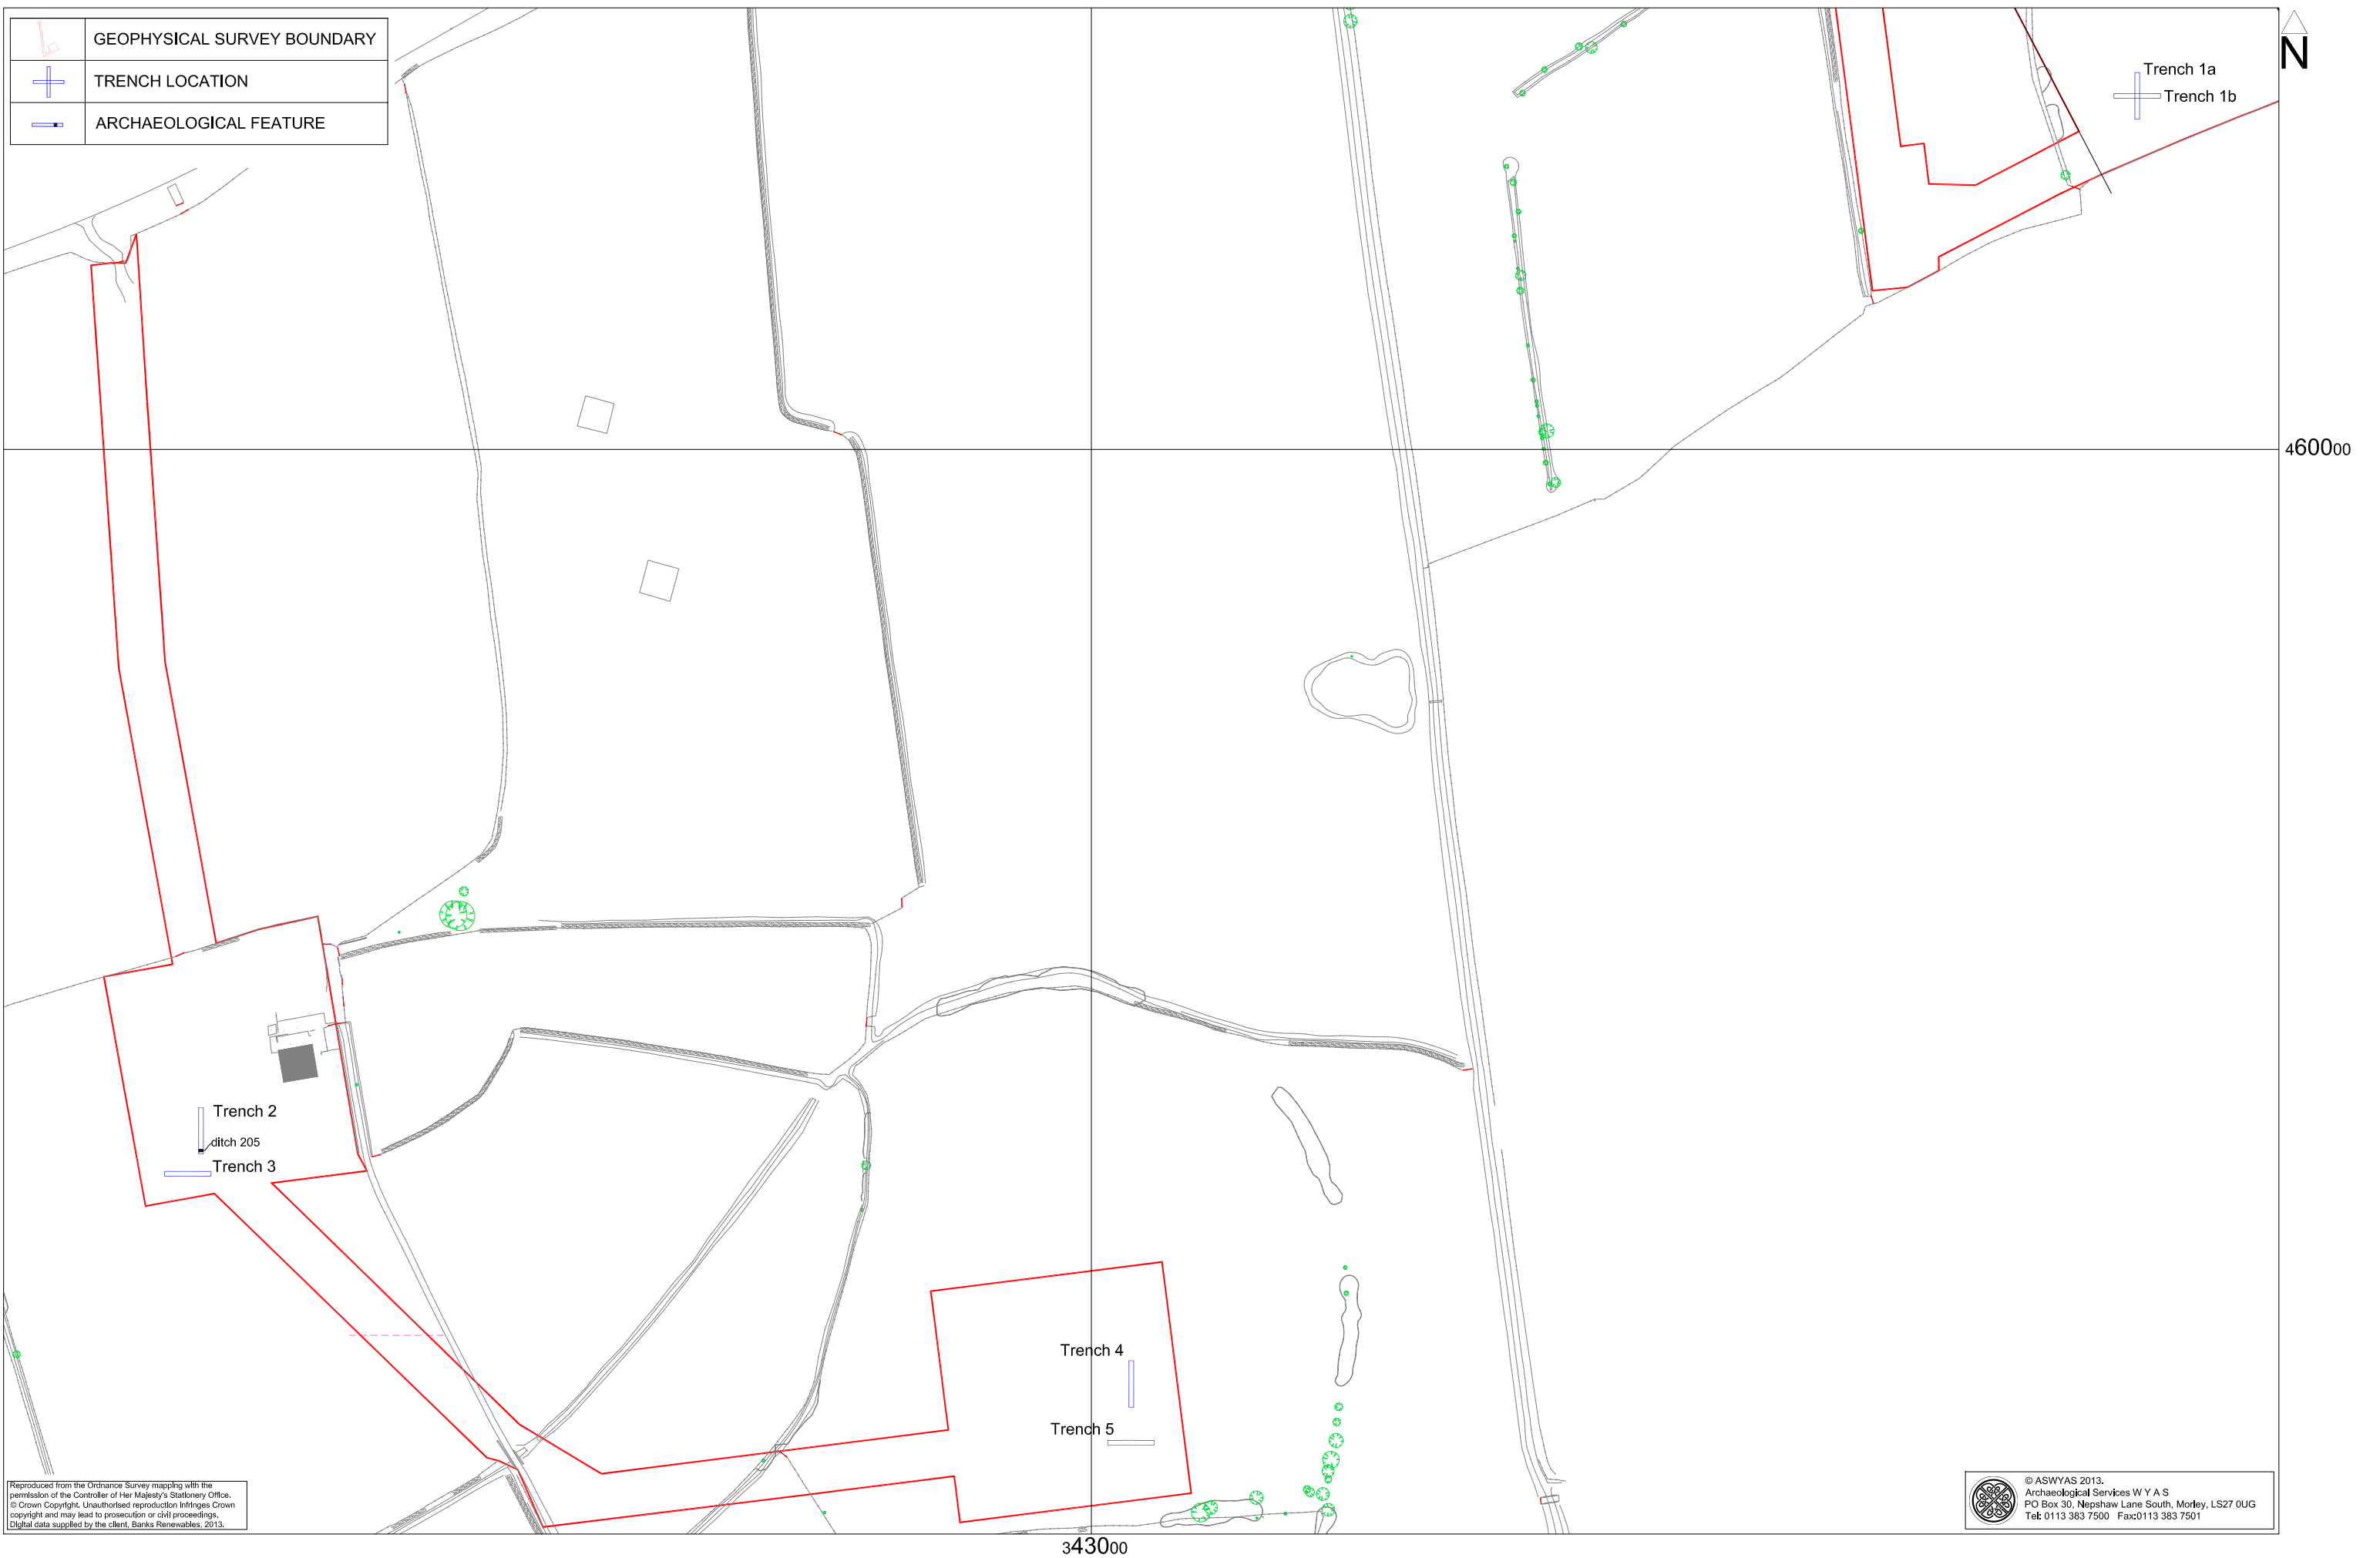 GEOPHYSICAL SURVEY BOUNDARY
TRENCH LOCATION
ARCHAEOLOGICAL FEATURE
N
Trench 1a
Trench 1b
460000
Trench 2
ditch 205
Trench 3
Trench 4
Trench 5
Reproduced from the Ordnance Survey mapping with the
permission of the Controller of Her Majesty's Stationery Office.
© Crown Copyright. Unauthorised reproduction infringes Crown
copyright and may lead to prosecution or civil proceedings.
Digital data supplied by the client, Banks Renewables, 2013.
© ASWYAS 2013.
Archaeological Services W Y A S
PO Box 30, Nepshaw Lane South, Morley, LS27 0UG
Tel: 0113 383 7500 Fax:0113 383 7501
343000